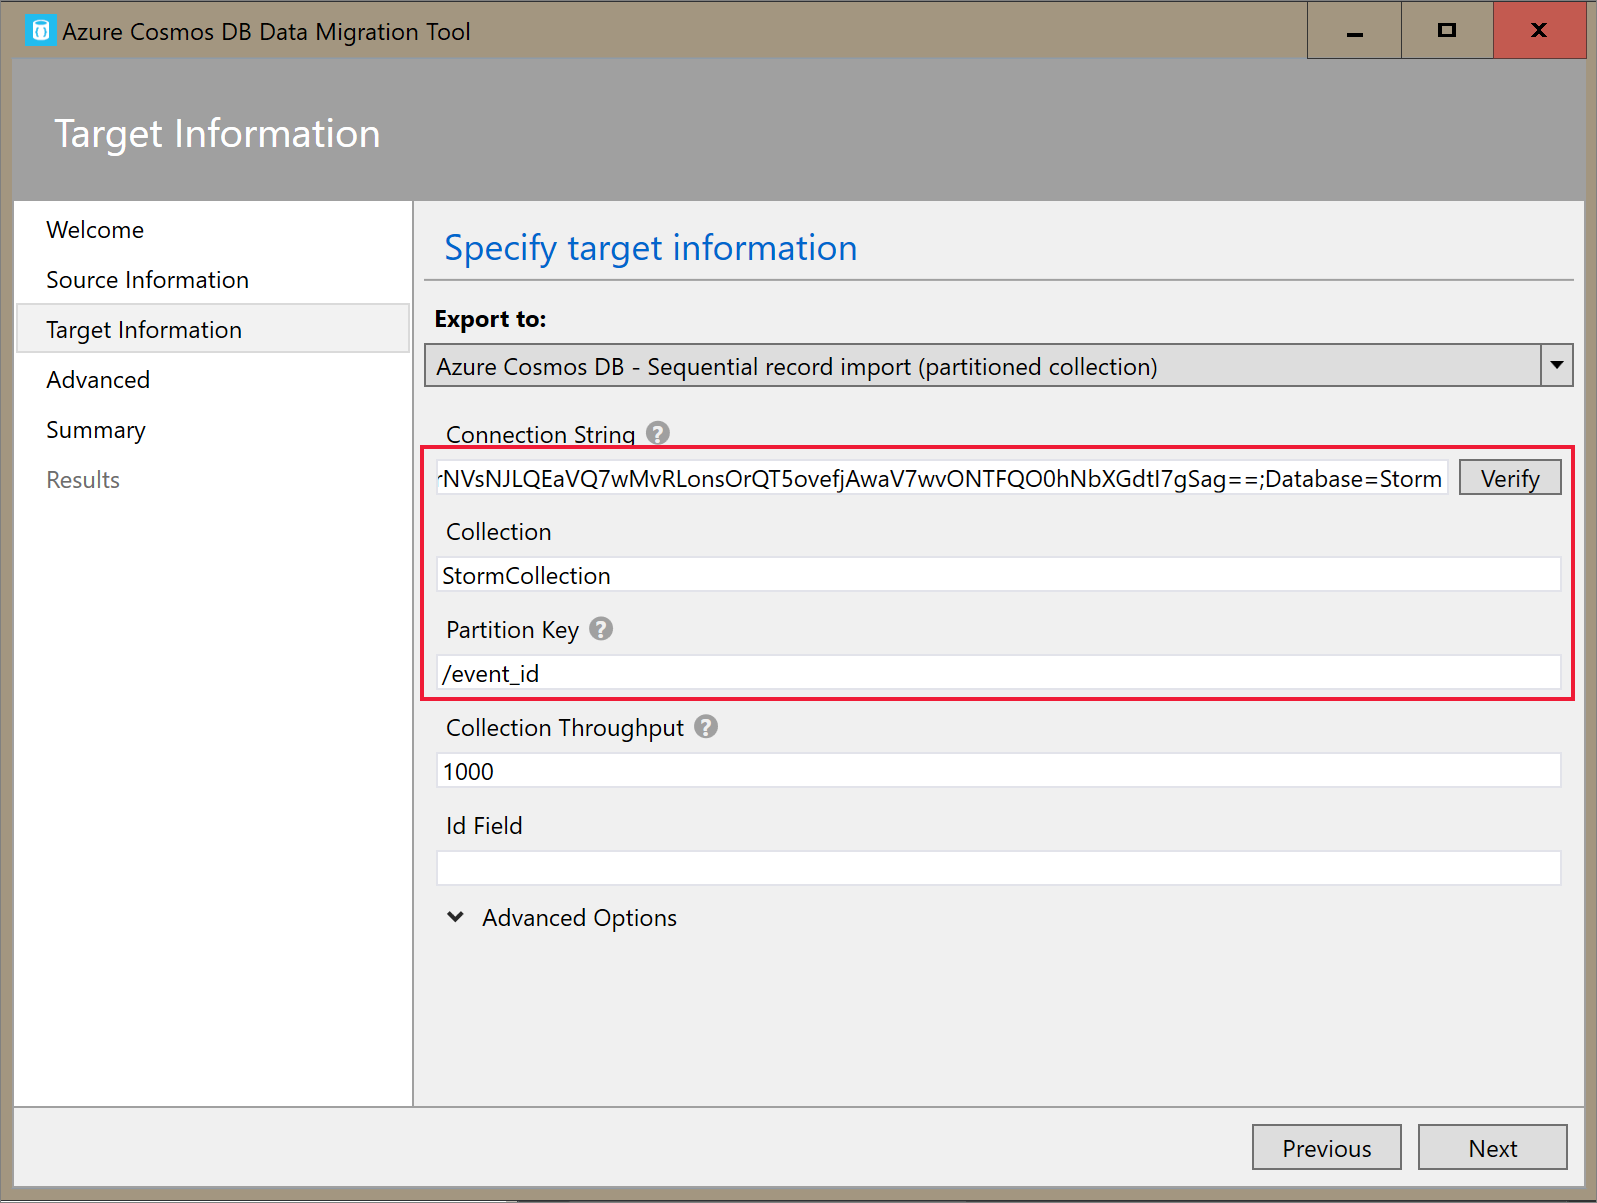 Azure Cosmos DB Data Migration Tool
Target Information
Welcome
Source Information
Target Information
Advanced
Summary
Results
Specify target information
Export to:
Azure Cosmos DB - Sequential record import (partitioned collection)
Connection String
rNVsNJLQEaVQ7wMvRLonsOrQT5ovefjAwaV7wvONTFQO0hNbXGdtI7gSag==;Database=Storm
Verify
Collection
StormCollection
Partition Key
/event_id
Collection Throughput
1000
Id Field
Advanced Options
Previous
Next